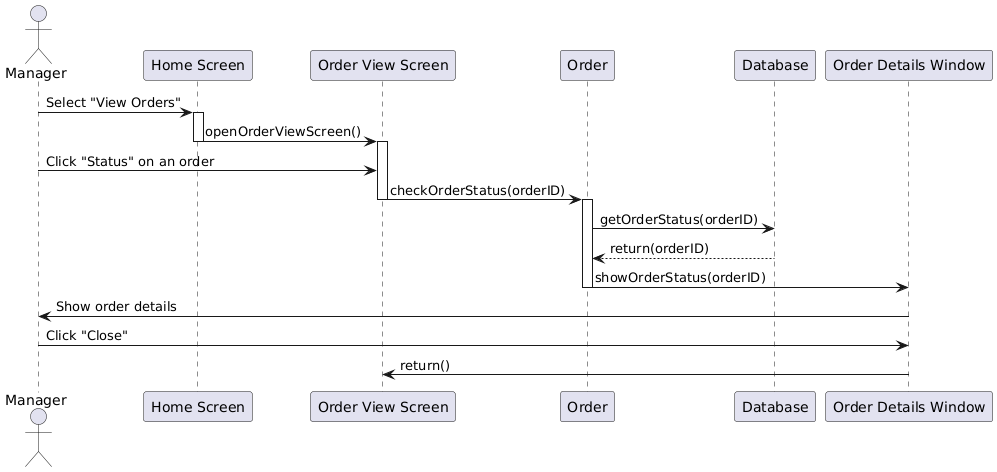 Manager
Home Screen
Order View Screen
Order
Database
Order Details Window
Select "View Orders"
openOrderViewScreen()
Click "Status" on an order
checkOrderStatus(orderID)
getOrderStatus(orderID)
return(orderID)
showOrderStatus(orderID)
Show order details
Click "Close"
return()
Manager
Home Screen
Order View Screen
Order
Database
Order Details Window